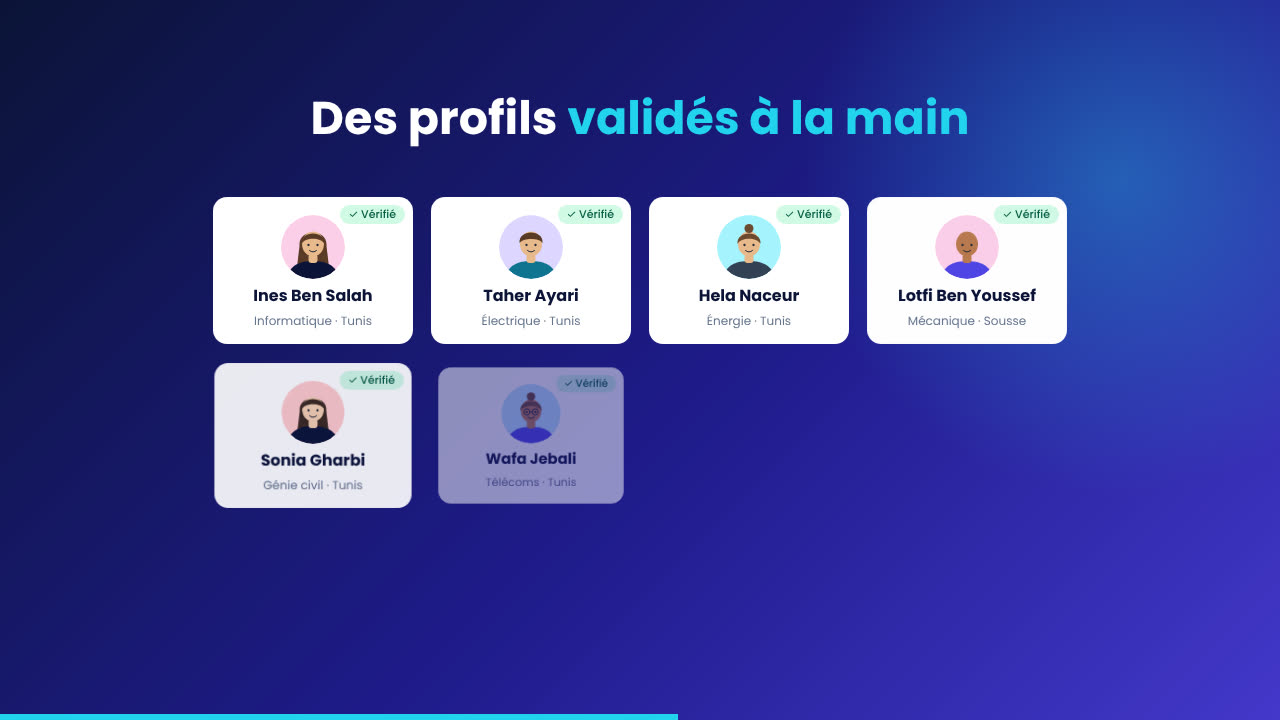 Des profils validés à la main
✓ Vérifié
Ines Ben Salah
Informatique · Tunis
✓ Vérifié
Taher Ayari
Électrique · Tunis
✓ Vérifié
Hela Naceur
Énergie · Tunis
✓ Vérifié
Lotfi Ben Youssef
Mécanique · Sousse
✓ Vérifié
Sonia Gharbi
Génie civil · Tunis
✓ Vérifié
Wafa Jebali
Télécoms · Tunis